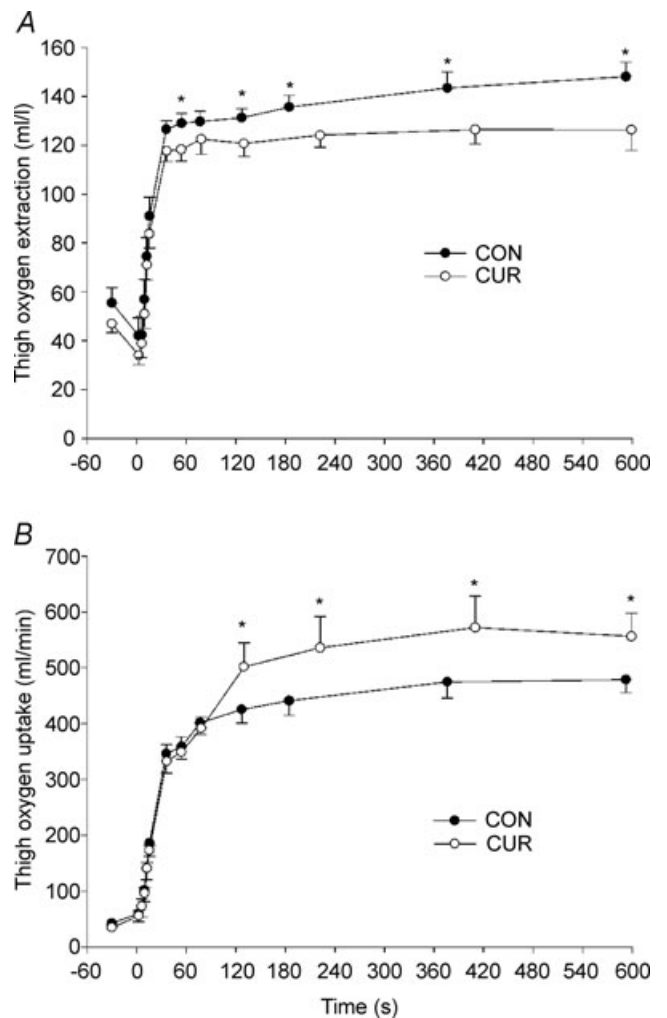 A
160
140
120
100
80
60
40
20
0
Thigh oxygen extraction (ml/l)
* * * * *
CON
CUR
-60 0 60 120 180 240 300 360 420 480 540 600
B
700
600
500
400
300
200
100
0
Thigh oxygen uptake (ml/min)
* * * *
CON
CUR
-60 0 60 120 180 240 300 360 420 480 540 600
Time (s)